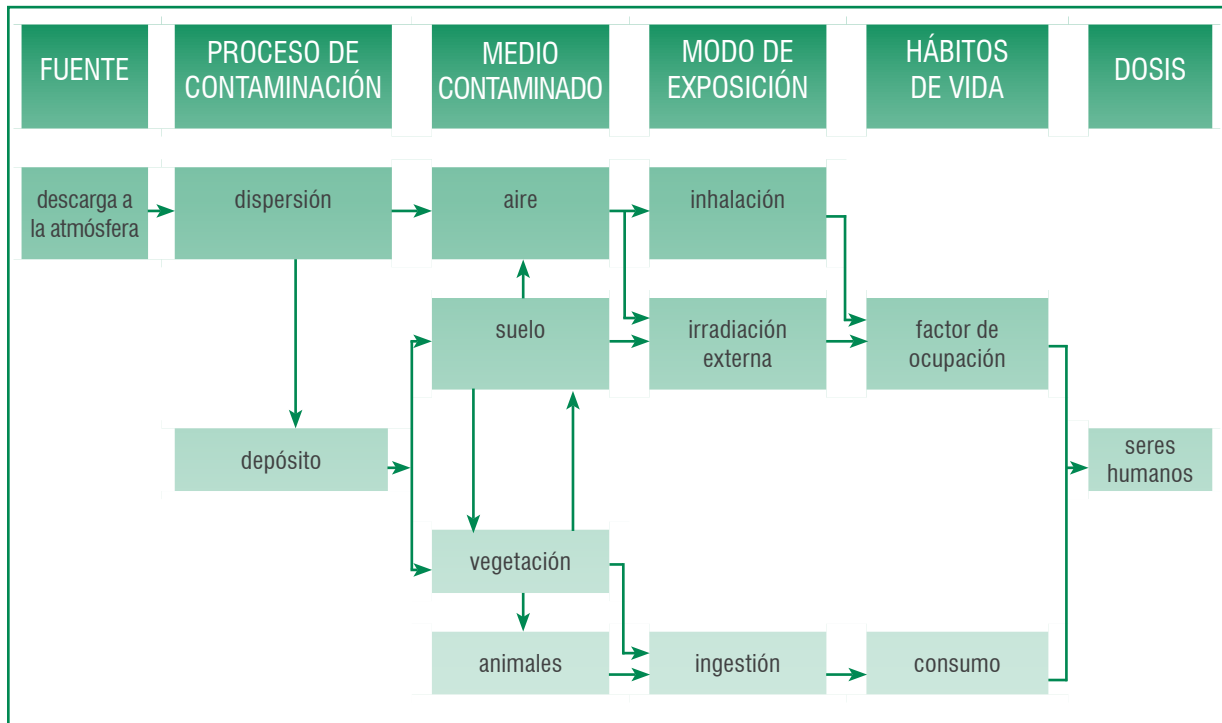 FUENTE
PROCESO DE
CONTAMINACIÓN
MEDIO
CONTAMINADO
MODO DE
EXPOSICIÓN
HÁBITOS
DE VIDA
DOSIS
descarga a
la atmósfera
dispersión
aire
inhalación
suelo
irradiación
externa
factor de
ocupación
depósito
seres
humanos
vegetación
animales
ingestión
consumo